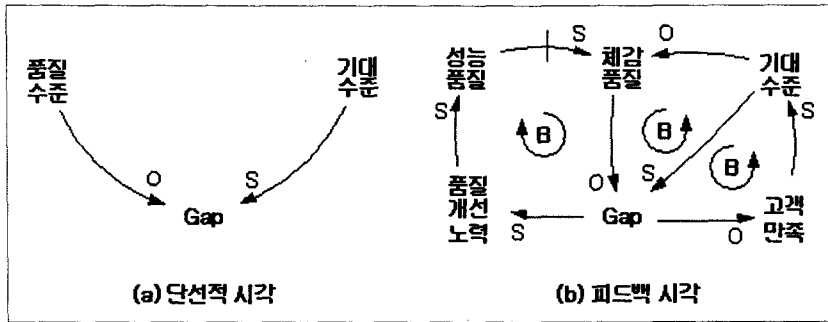 품질
수준
기대
수준
O
S
Gap
(a) 단선적 시각
성능
품질
S
체감
품질
O
기대
수준
S
B
B
B
S
O
S
품질
개선
노력
S
Gap
O
고객
만족
(b) 피드백 시각